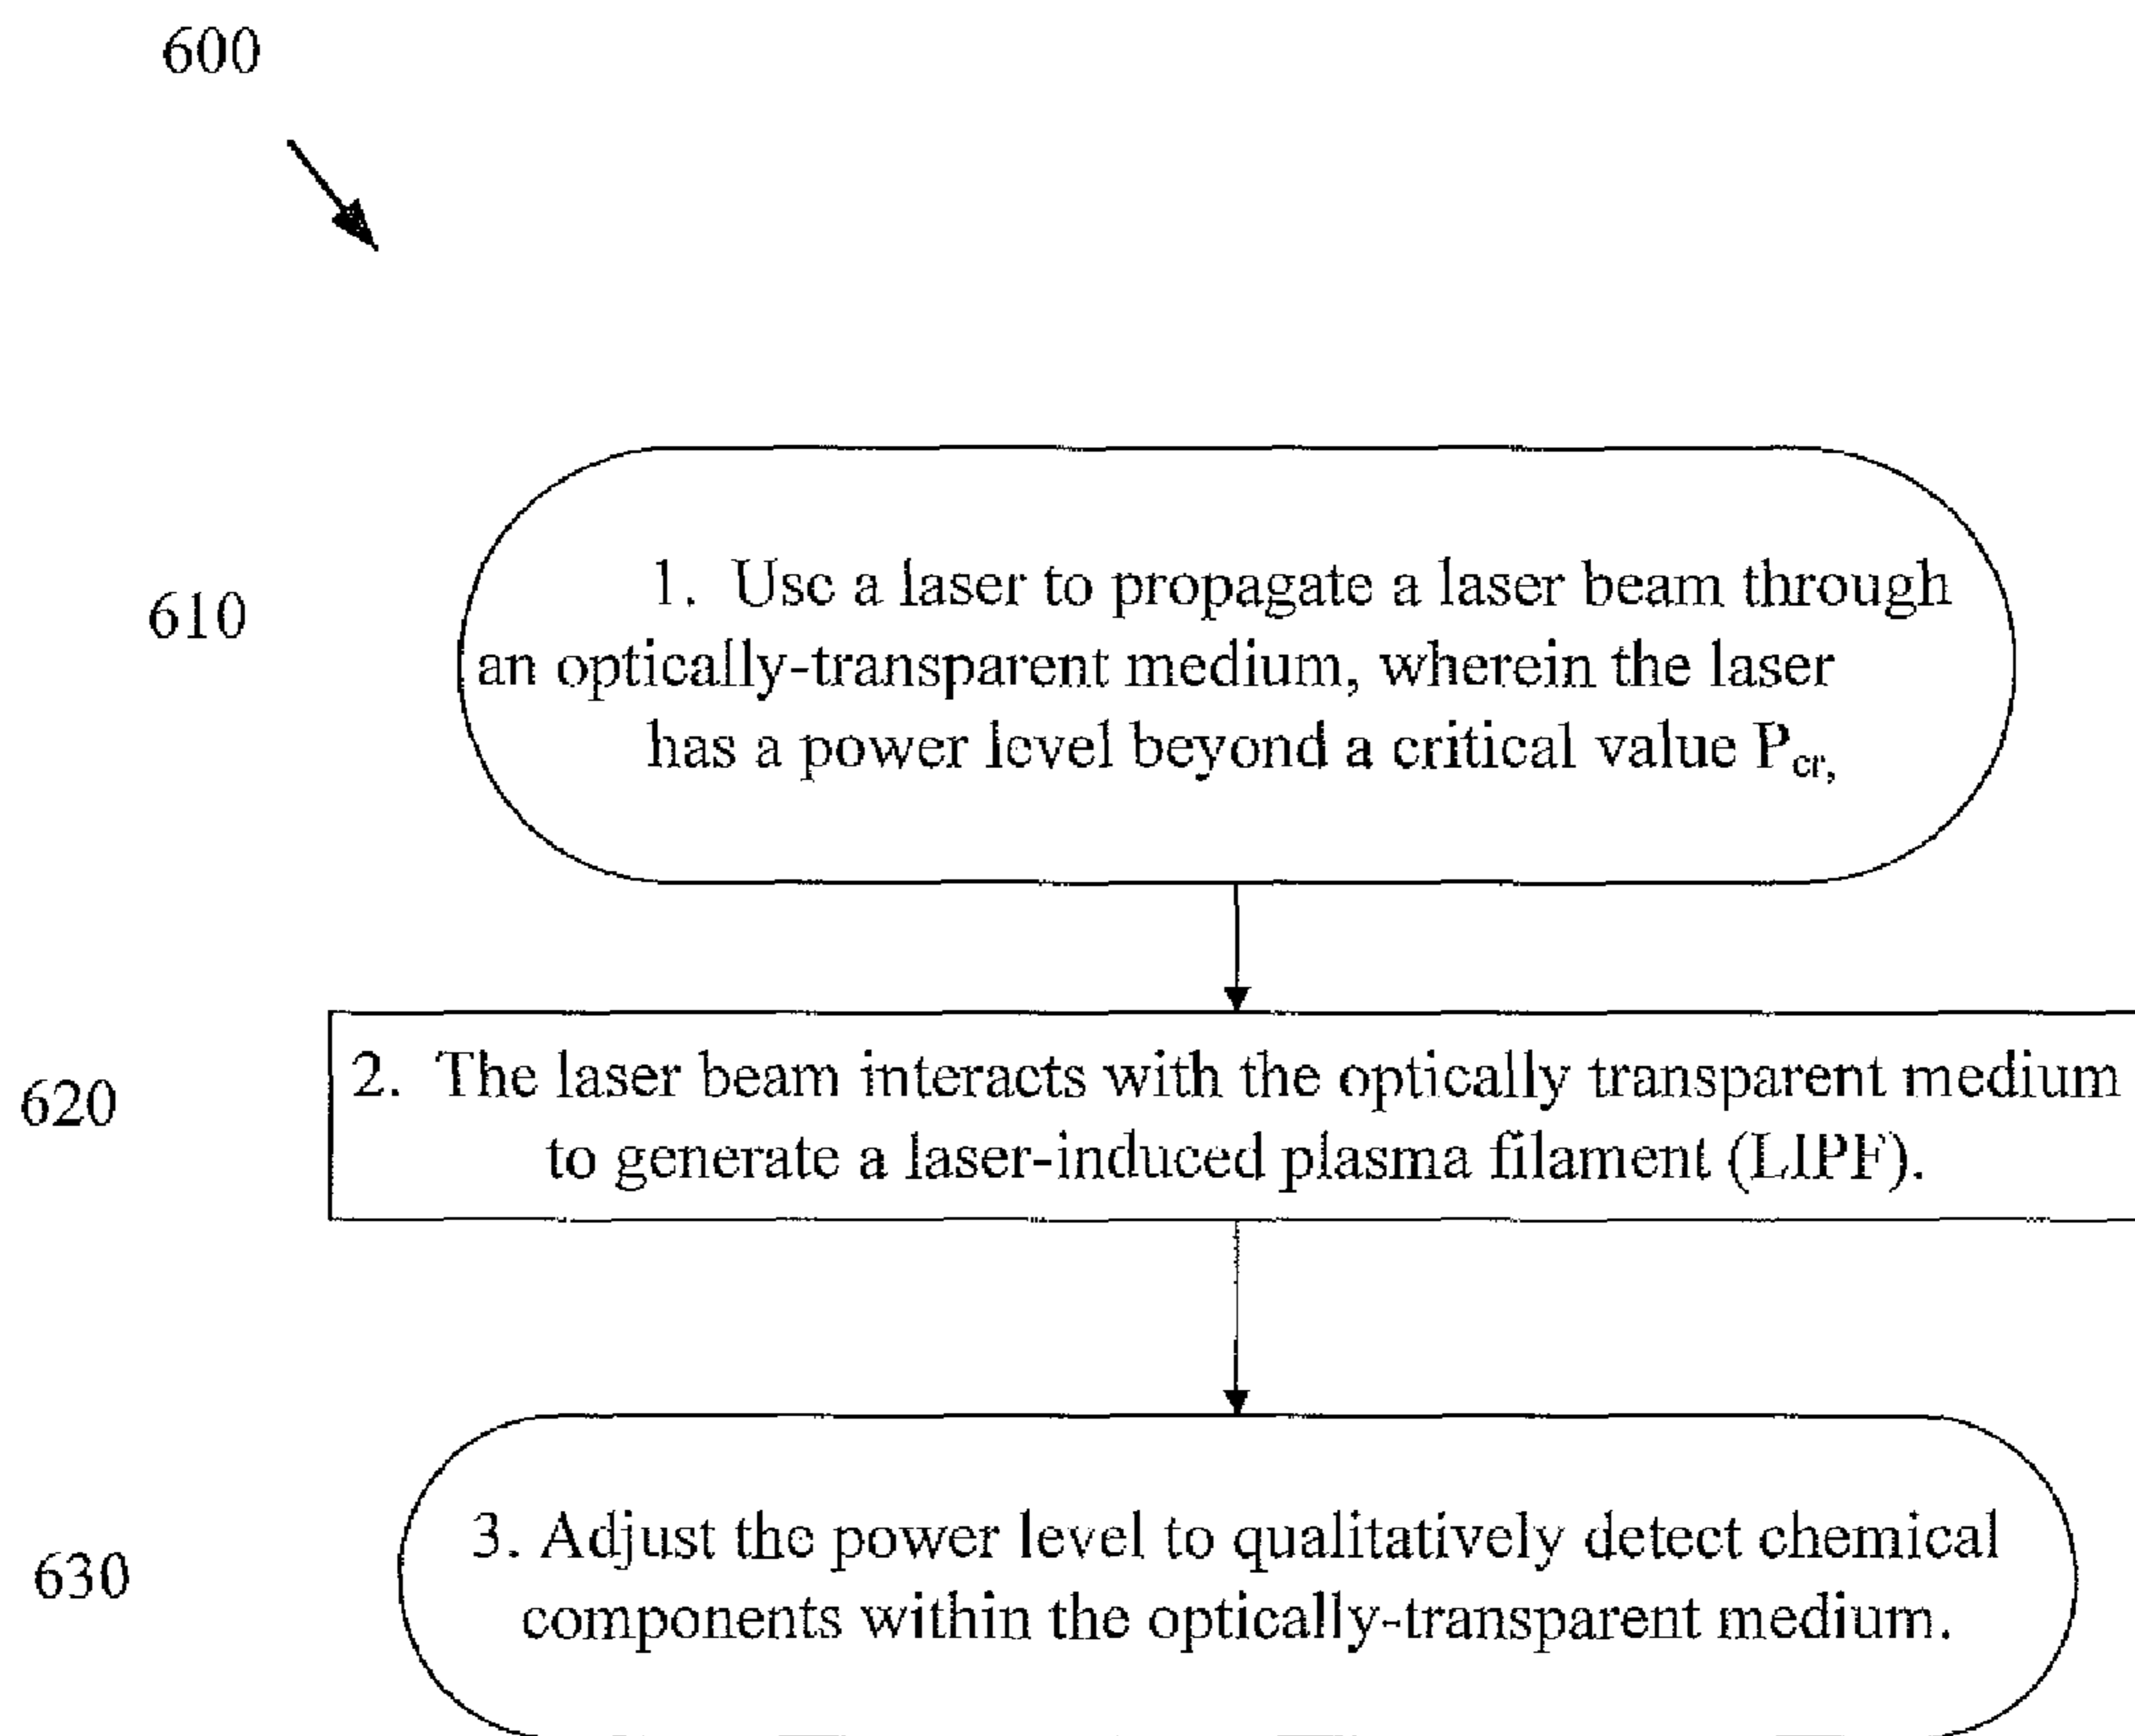 600
610
1. Use a laser to propagate a laser beam through
an optically-transparent medium, wherein the laser
has a power level beyond a critical value Pcr,
620
2. The laser beam interacts with the optically transparent medium
to generate a laser-induced plasma filament (LIPF).
630
3. Adjust the power level to qualitatively detect chemical
components within the optically-transparent medium.